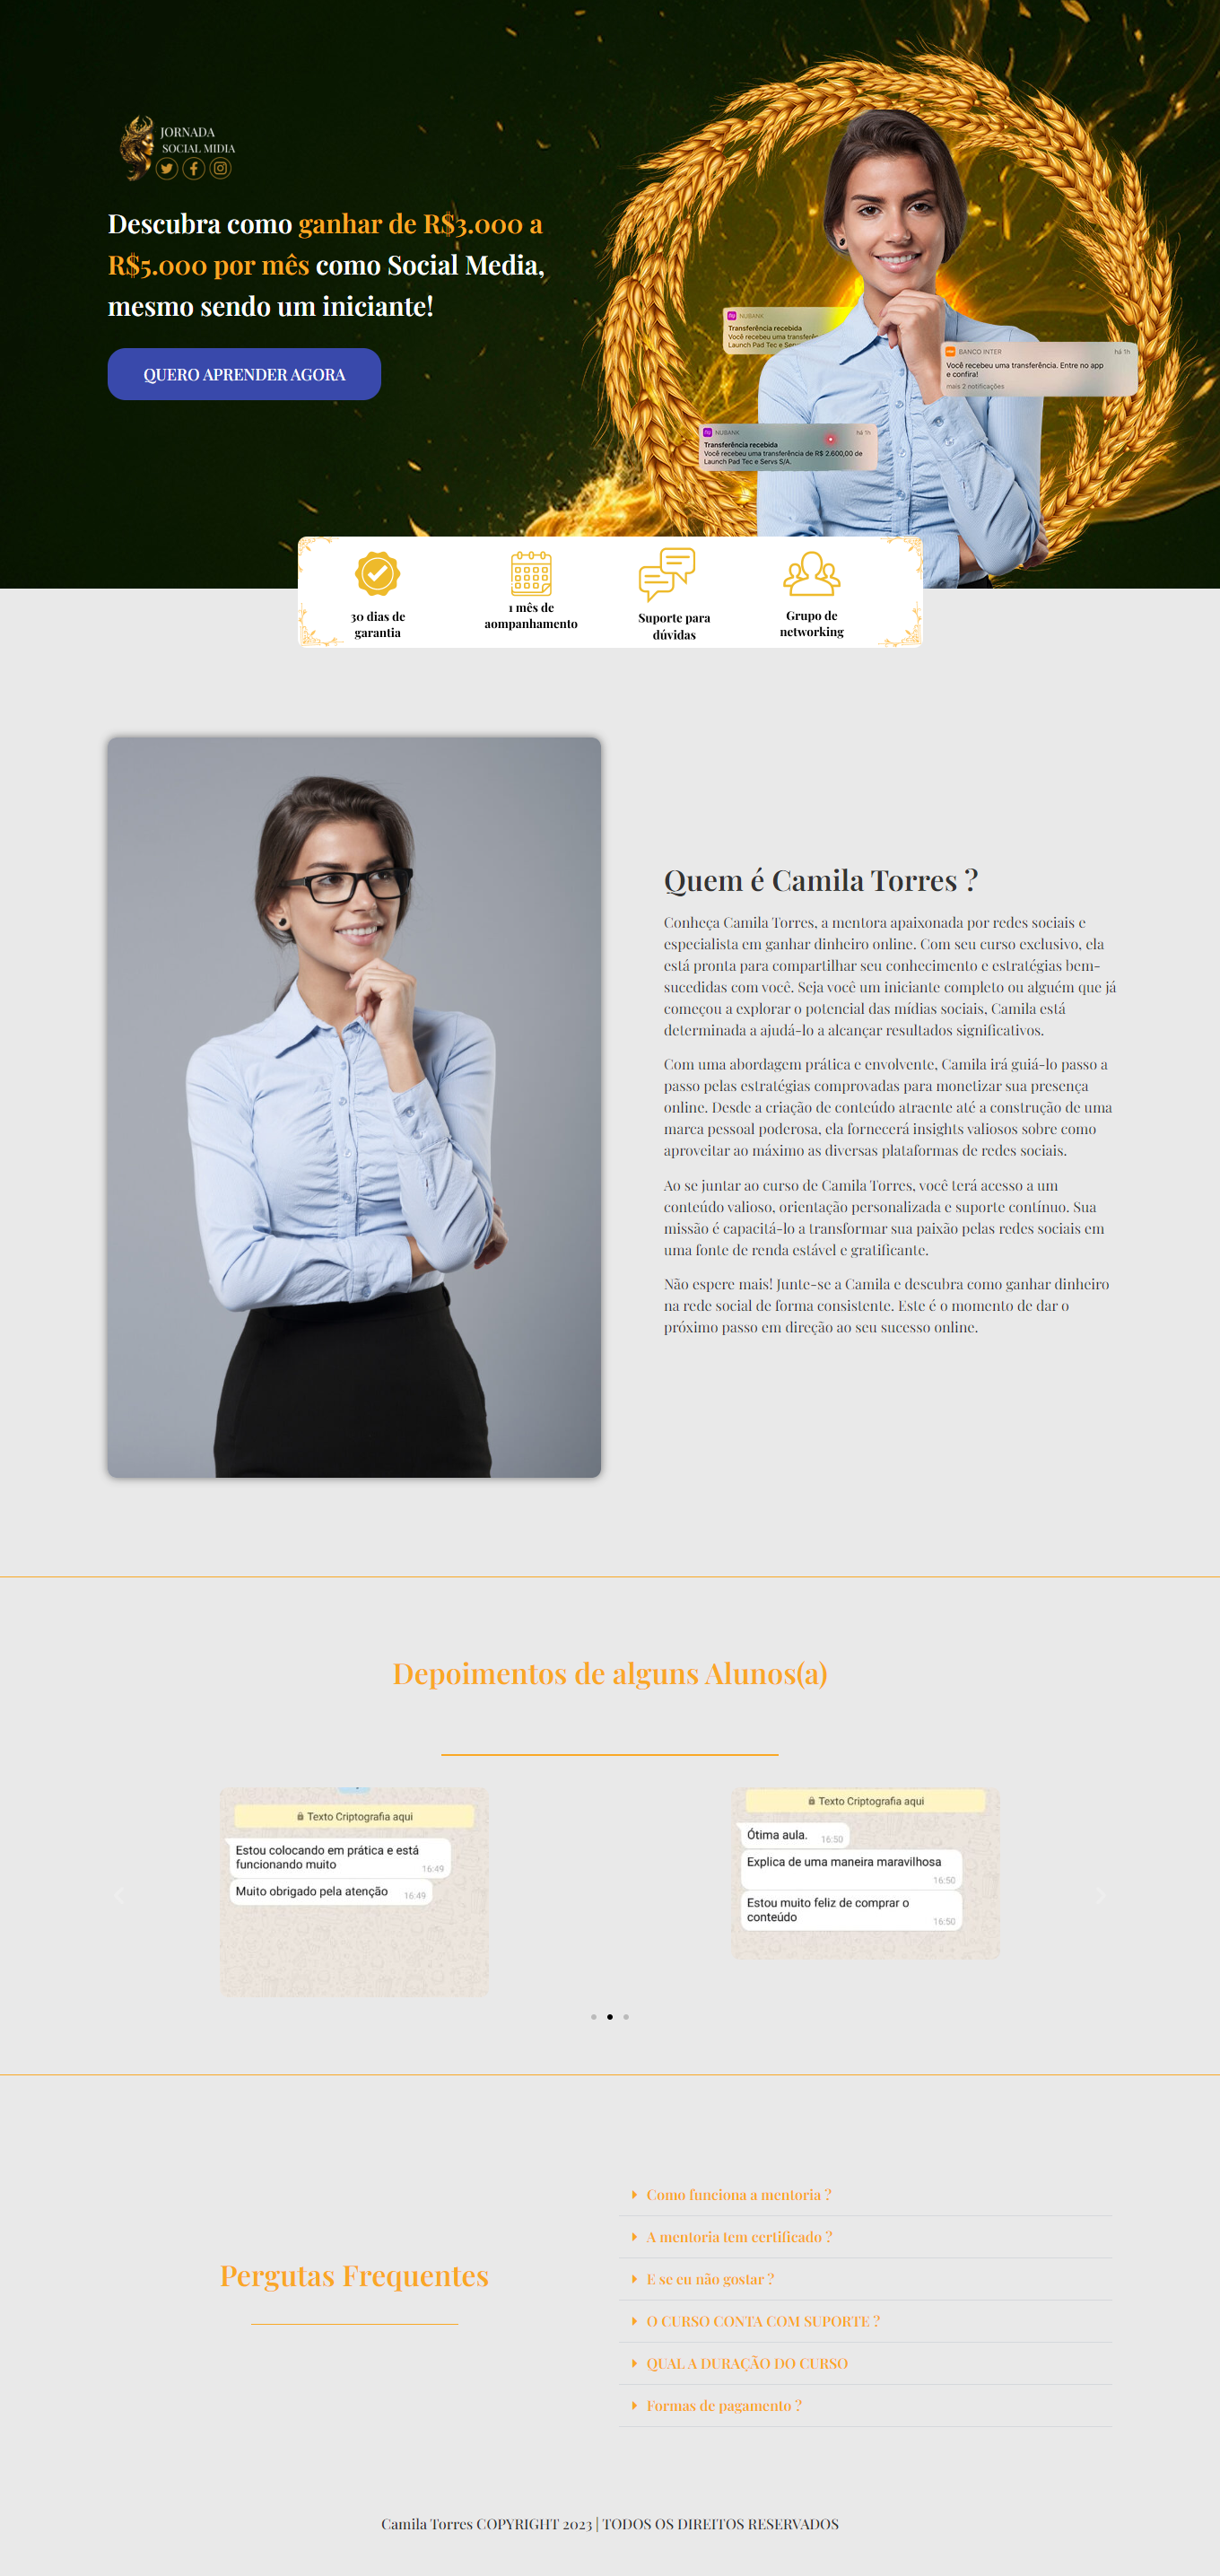 JORNADA
SOCIAL MIDIA
Descubra como ganhar de R$3.000 a
R$5.000 por mês como Social Media,
mesmo sendo um iniciante!
QUERO APRENDER AGORA
NUBANK
Transferência recebida
Você recebeu uma transferên
Launch Pad Tec e Serv
BANCO INTER
há 1h
Você recebeu uma transferência. Entre no app
e confira!
mais 2 notificações
NUBANK
há 1h
Transferência recebida
Você recebeu uma transferência de R$ 2.600,00 de
Launch Pad Tec e Servs S/A.
30 dias de
garantia
1 mês de
aompanhamento
Suporte para
dúvidas
Grupo de
networking
Quem é Camila Torres ?
Conheça Camila Torres, a mentora apaixonada por redes sociais e
especialista em ganhar dinheiro online. Com seu curso exclusivo, ela
está pronta para compartilhar seu conhecimento e estratégias bem-
sucedidas com você. Seja você um iniciante completo ou alguém que já
começou a explorar o potencial das mídias sociais, Camila está
determinada a ajudá-lo a alcançar resultados significativos.
Com uma abordagem prática e envolvente, Camila irá guiá-lo passo a
passo pelas estratégias comprovadas para monetizar sua presença
online. Desde a criação de conteúdo atraente até a construção de uma
marca pessoal poderosa, ela fornecerá insights valiosos sobre como
aproveitar ao máximo as diversas plataformas de redes sociais.
Ao se juntar ao curso de Camila Torres, você terá acesso a um
conteúdo valioso, orientação personalizada e suporte contínuo. Sua
missão é capacitá-lo a transformar sua paixão pelas redes sociais em
uma fonte de renda estável e gratificante.
Não espere mais! Junte-se a Camila e descubra como ganhar dinheiro
na rede social de forma consistente. Este é o momento de dar o
próximo passo em direção ao seu sucesso online.
Depoimentos de alguns Alunos(a)
Texto Criptografia aqui
Estou colocando em prática e está
funcionando muito
16:49
Muito obrigado pela atenção
16:49
Texto Criptografia aqui
Ótima aula.
16:50
Explica de uma maneira maravilhosa
16:50
Estou muito feliz de comprar o
conteúdo
16:50
Pergutas Frequentes
Como funciona a mentoria ?
A mentoria tem certificado ?
E se eu não gostar ?
O CURSO CONTA COM SUPORTE ?
QUAL A DURAÇÃO DO CURSO
Formas de pagamento ?
Camila Torres COPYRIGHT 2023 | TODOS OS DIREITOS RESERVADOS